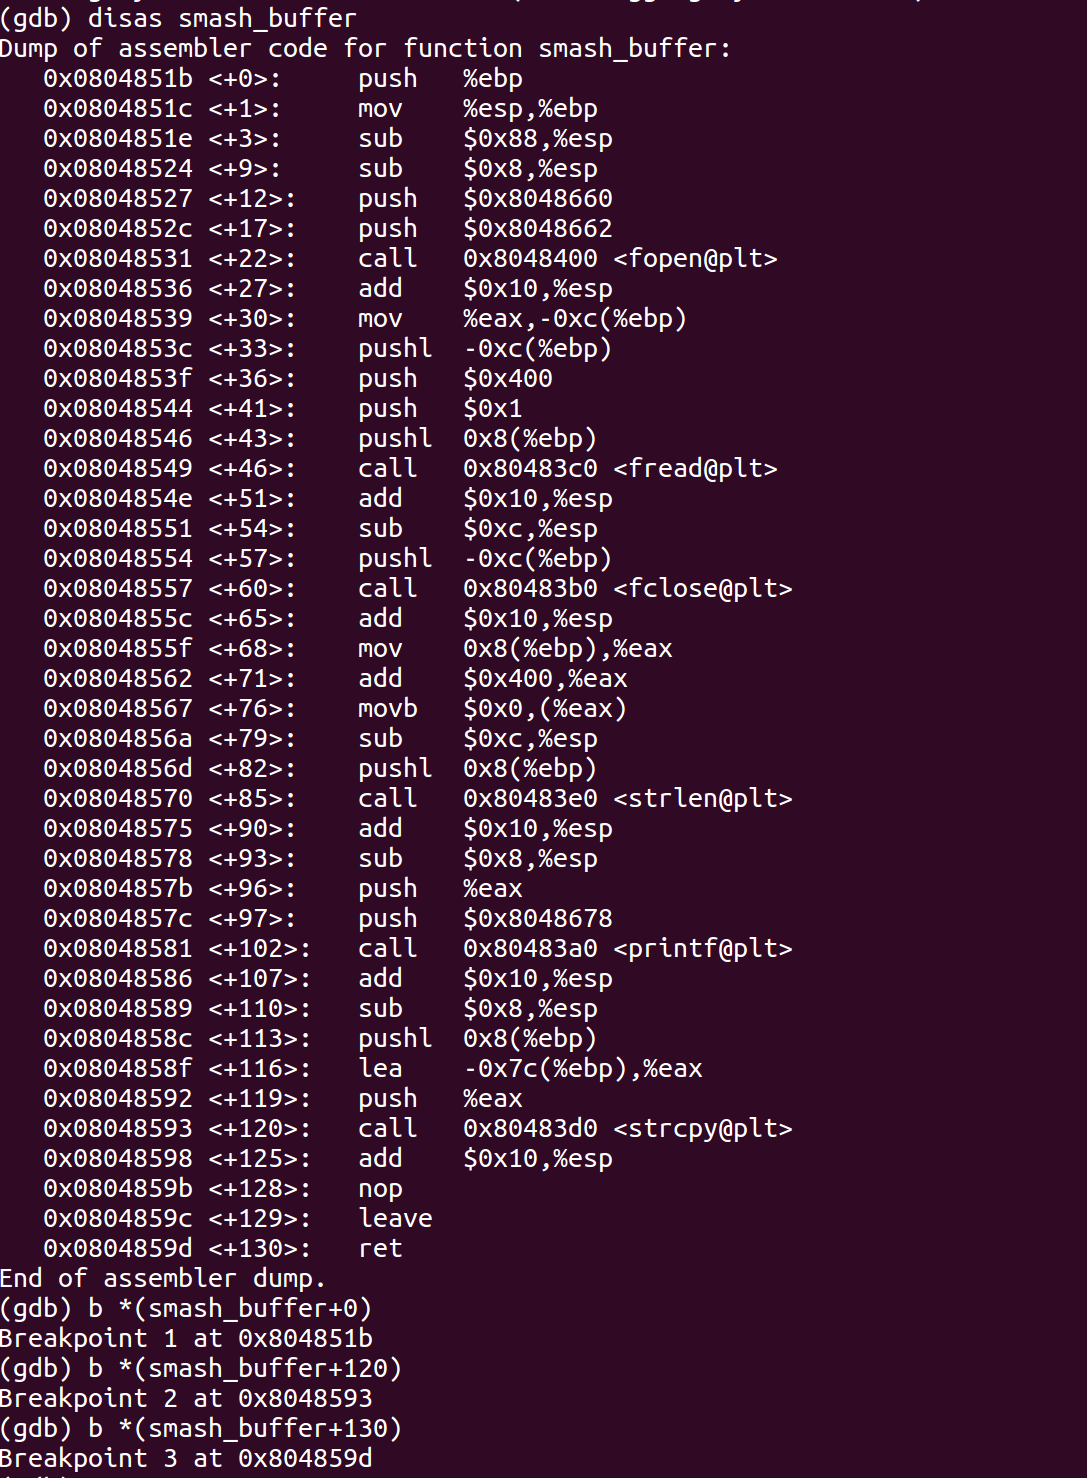 (gdb) disas smash_buffer
Dump of assembler code for function smash_buffer:
   0x0804851b <+0>:     push   %ebp
   0x0804851c <+1>:     mov    %esp,%ebp
   0x0804851e <+3>:     sub    $0x88,%esp
   0x08048524 <+9>:     sub    $0x8,%esp
   0x08048527 <+12>:    push   $0x8048660
   0x0804852c <+17>:    push   $0x8048662
   0x08048531 <+22>:    call   0x8048400 <fopen@plt>
   0x08048536 <+27>:    add    $0x10,%esp
   0x08048539 <+30>:    mov    %eax,-0xc(%ebp)
   0x0804853c <+33>:    pushl  -0xc(%ebp)
   0x0804853f <+36>:    push   $0x400
   0x08048544 <+41>:    push   $0x1
   0x08048546 <+43>:    pushl  0x8(%ebp)
   0x08048549 <+46>:    call   0x80483c0 <fread@plt>
   0x0804854e <+51>:    add    $0x10,%esp
   0x08048551 <+54>:    sub    $0xc,%esp
   0x08048554 <+57>:    pushl  -0xc(%ebp)
   0x08048557 <+60>:    call   0x80483b0 <fclose@plt>
   0x0804855c <+65>:    add    $0x10,%esp
   0x0804855f <+68>:    mov    0x8(%ebp),%eax
   0x08048562 <+71>:    add    $0x400,%eax
   0x08048567 <+76>:    movb   $0x0,(%eax)
   0x0804856a <+79>:    sub    $0xc,%esp
   0x0804856d <+82>:    pushl  0x8(%ebp)
   0x08048570 <+85>:    call   0x80483e0 <strlen@plt>
   0x08048575 <+90>:    add    $0x10,%esp
   0x08048578 <+93>:    sub    $0x8,%esp
   0x0804857b <+96>:    push   %eax
   0x0804857c <+97>:    push   $0x8048678
   0x08048581 <+102>:   call   0x80483a0 <printf@plt>
   0x08048586 <+107>:   add    $0x10,%esp
   0x08048589 <+110>:   sub    $0x8,%esp
   0x0804858c <+113>:   pushl  0x8(%ebp)
   0x0804858f <+116>:   lea    -0x7c(%ebp),%eax
   0x08048592 <+119>:   push   %eax
   0x08048593 <+120>:   call   0x80483d0 <strcpy@plt>
   0x08048598 <+125>:   add    $0x10,%esp
   0x0804859b <+128>:   nop
   0x0804859c <+129>:   leave
   0x0804859d <+130>:   ret
End of assembler dump.
(gdb) b *(smash_buffer+0)
Breakpoint 1 at 0x804851b
(gdb) b *(smash_buffer+120)
Breakpoint 2 at 0x8048593
(gdb) b *(smash_buffer+130)
Breakpoint 3 at 0x804859d